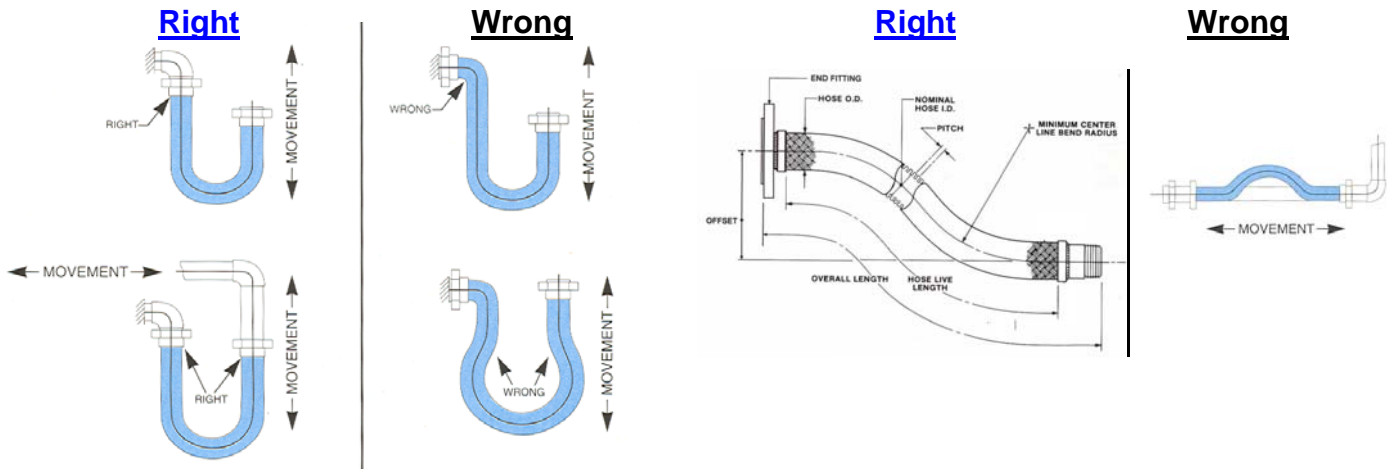 Right
Wrong
Right
Wrong
RIGHT
MOVEMENT
WRONG
MOVEMENT
END FITTING
HOSE O.D.
NOMINAL
HOSE I.D.
PITCH
MINIMUM CENTER
LINE BEND RADIUS
OFFSET
OVERALL LENGTH
HOSE LIVE
LENGTH
MOVEMENT
MOVEMENT
RIGHT
MOVEMENT
WRONG
MOVEMENT